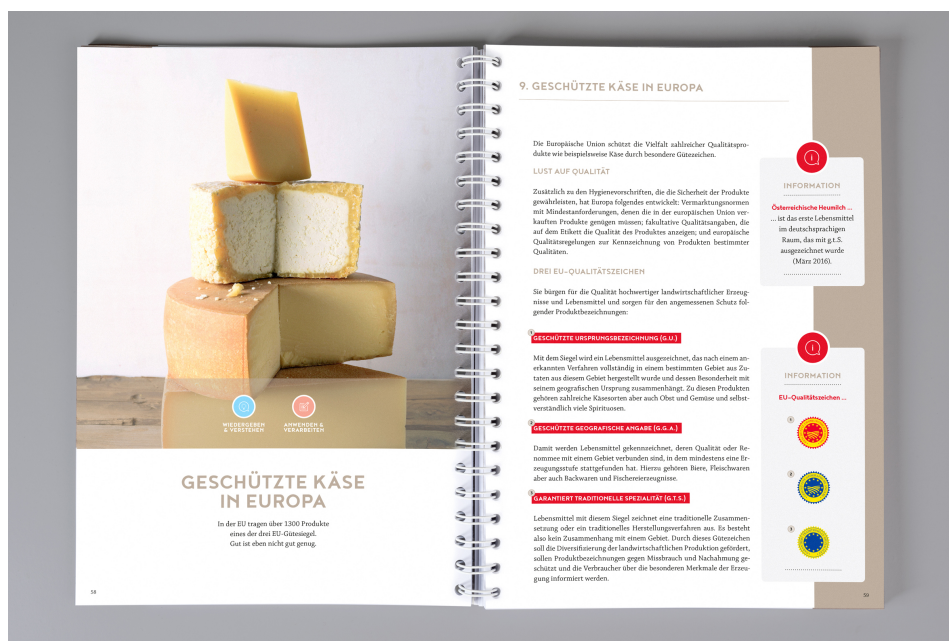 WIEDERGEBEN
& VERSTEHEN
ANWENDEN &
VERARBEITEN
GESCHÜTZTE KÄSE
IN EUROPA
In der EU tragen über 1300 Produkte
eines der drei EU-Gütesiegel.
Gut ist eben nicht gut genug.
58
9. GESCHÜTZTE KÄSE IN EUROPA
Die Europäische Union schützt die Vielfalt zahlreicher Qualitätspro-
dukte wie beispielsweise Käse durch besondere Gütezeichen.
LUST AUF QUALITÄT
Zusätzlich zu den Hygienevorschriften, die die Sicherheit der Produkte
gewährleisten, hat Europa folgendes entwickelt: Vermarktungsnormen
mit Mindestanforderungen, denen die in der europäischen Union ver-
kauften Produkte genügen müssen; fakultative Qualitätsangaben, die
auf dem Etikett die Qualität des Produktes anzeigen; und europäische
Qualitätsregelungen zur Kennzeichnung von Produkten bestimmter
Qualitäten.
DREI EU-QUALITÄTSZEICHEN
Sie bürgen für die Qualität hochwertiger landwirtschaftlicher Erzeug-
nisse und Lebensmittel und sorgen für den angemessenen Schutz fol-
gender Produktbezeichnungen:
1
GESCHÜTZTE URSPRUNGSBEZEICHNUNG (G.U.)
Mit dem Siegel wird ein Lebensmittel ausgezeichnet, das nach einem an-
erkannten Verfahren vollständig in einem bestimmten Gebiet aus Zu-
taten aus diesem Gebiet hergestellt wurde und dessen Besonderheit mit
seinem geografischen Ursprung zusammenhängt. Zu diesen Produkten
gehören zahlreiche Käsesorten aber auch Obst und Gemüse und selbst-
verständlich viele Spirituosen.
2
GESCHÜTZTE GEOGRAFISCHE ANGABE (G.G.A.)
Damit werden Lebensmittel gekennzeichnet, deren Qualität oder Re-
nommee mit einem Gebiet verbunden sind, in dem mindestens eine Er-
zeugungsstufe stattgefunden hat. Hierzu gehören Biere, Fleischwaren
aber auch Backwaren und Fischereierzeugnisse.
3
GARANTIERT TRADITIONELLE SPEZIALITÄT (G.T.S.)
Lebensmittel mit diesem Siegel zeichnet eine traditionelle Zusammen-
setzung oder ein traditionelles Herstellungsverfahren aus. Es besteht
also kein Zusammenhang mit einem Gebiet. Durch dieses Gütezeichen
soll die Diversifizierung der landwirtschaftlichen Produktion gefördert,
sollen Produktbezeichnungen gegen Missbrauch und Nachahmung ge-
schützt und die Verbraucher über die besonderen Merkmale der Erzeu-
gung informiert werden.
INFORMATION
Österreichische Heumilch ...
... ist das erste Lebensmittel
im deutschsprachigen
Raum, das mit g.t.S.
ausgezeichnet wurde
(März 2016).
INFORMATION
EU-Qualitätszeichen ...
1
2
3